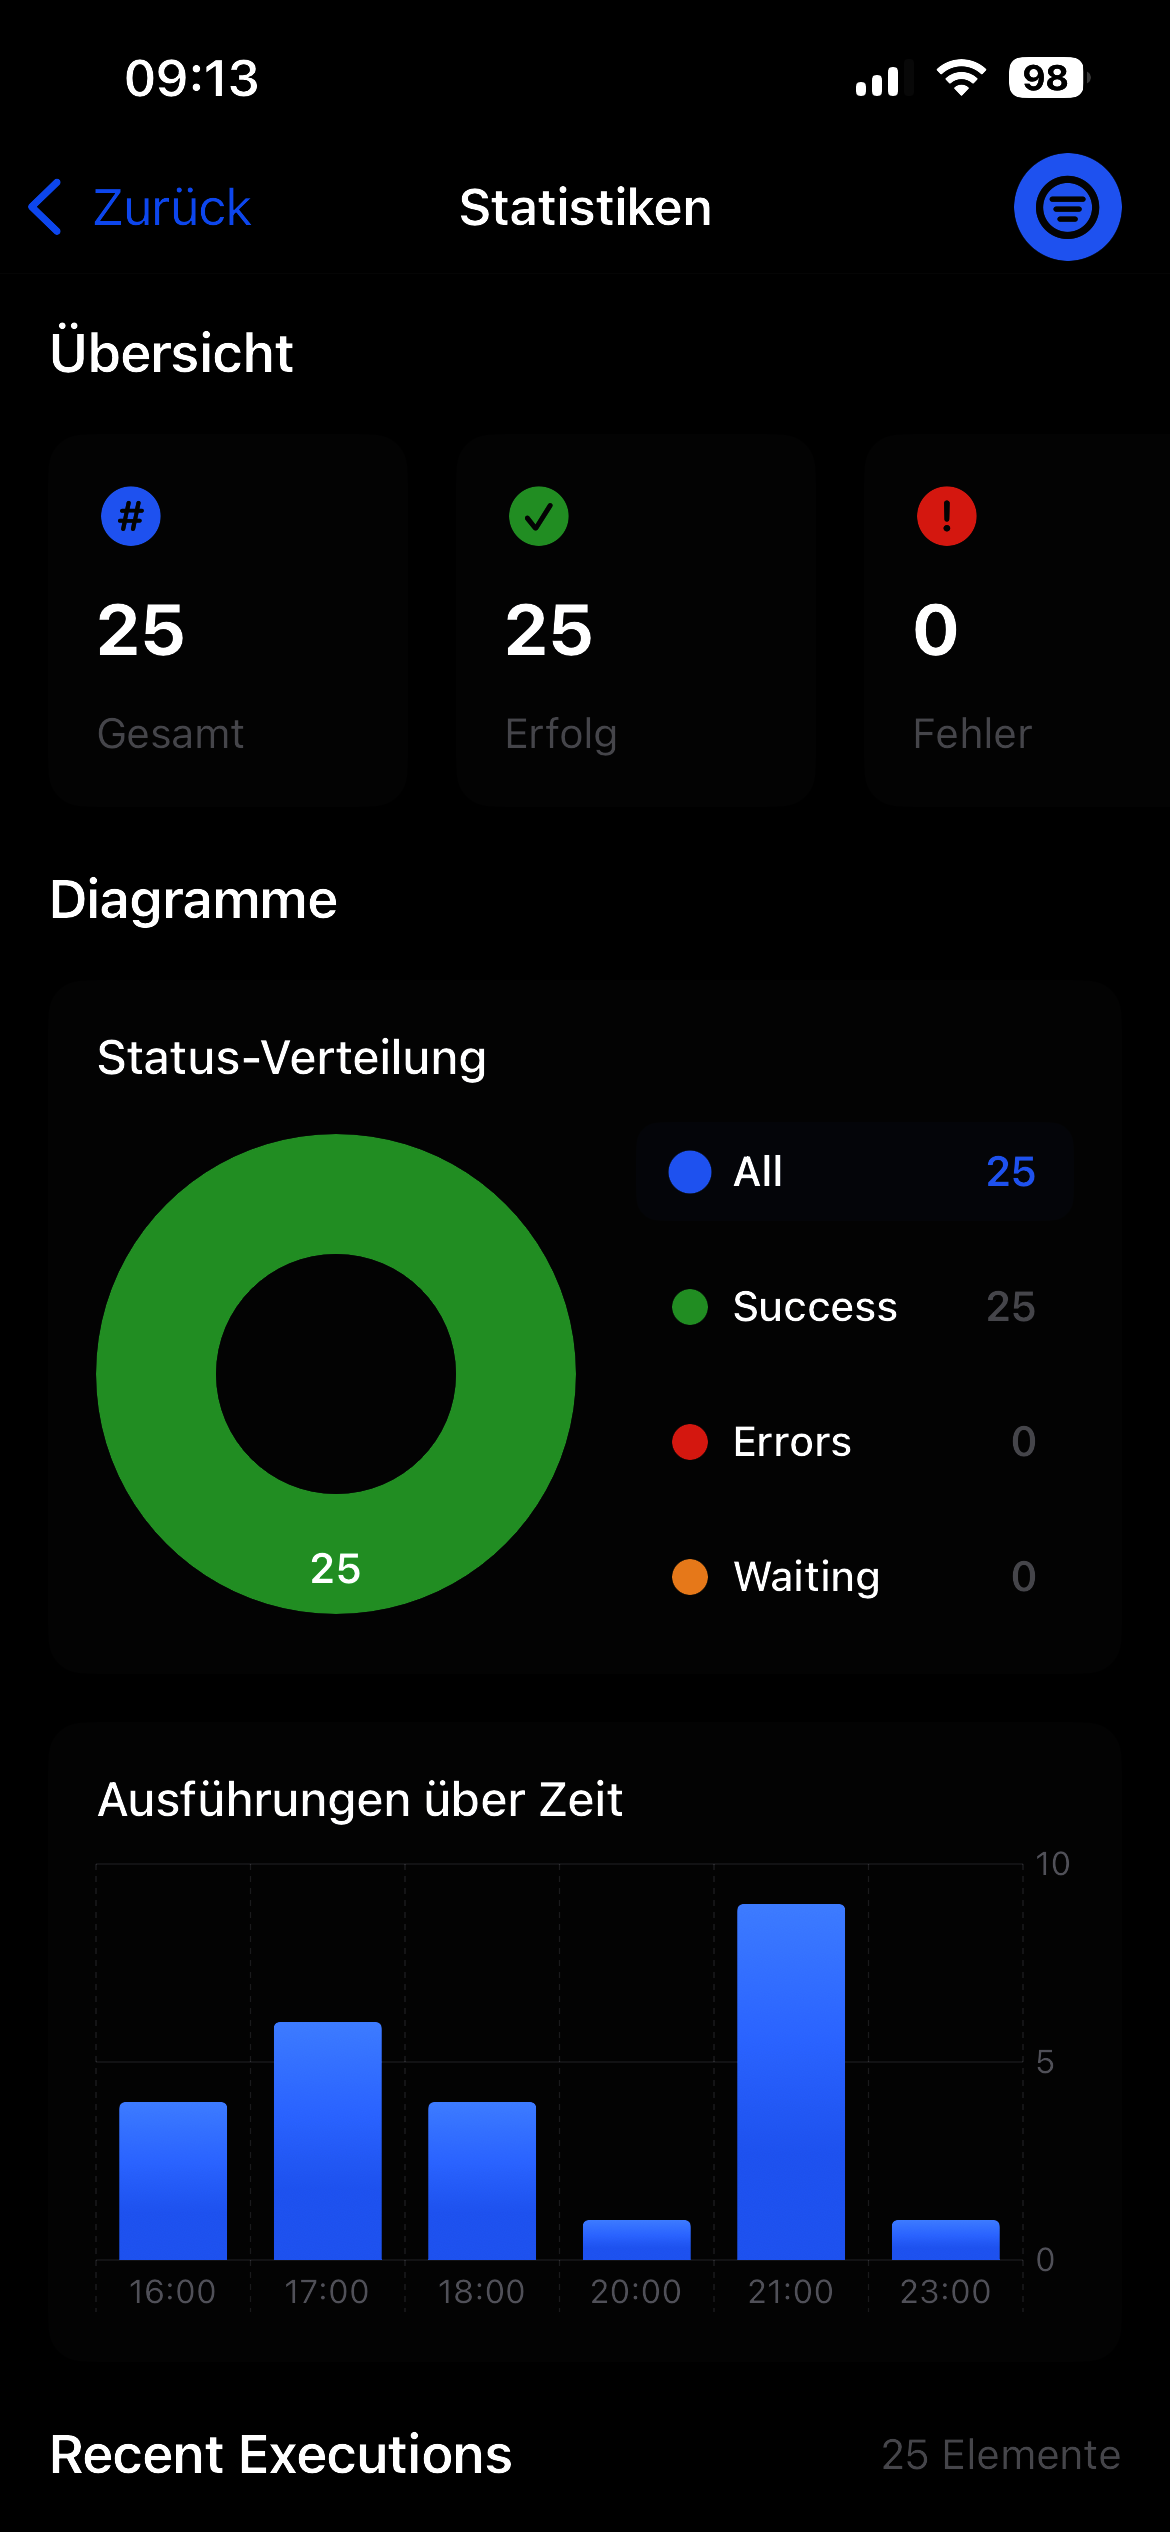 09:13
98
Zurück
Statistiken
Übersicht
#
25
25
0
Gesamt
Erfolg
Fehler
Diagramme
Status-Verteilung
All 25
Success 25
Errors 0
Waiting 0
25
Ausführungen über Zeit
10
5
0
16:00 17:00 18:00 20:00 21:00 23:00
Recent Executions
25 Elemente